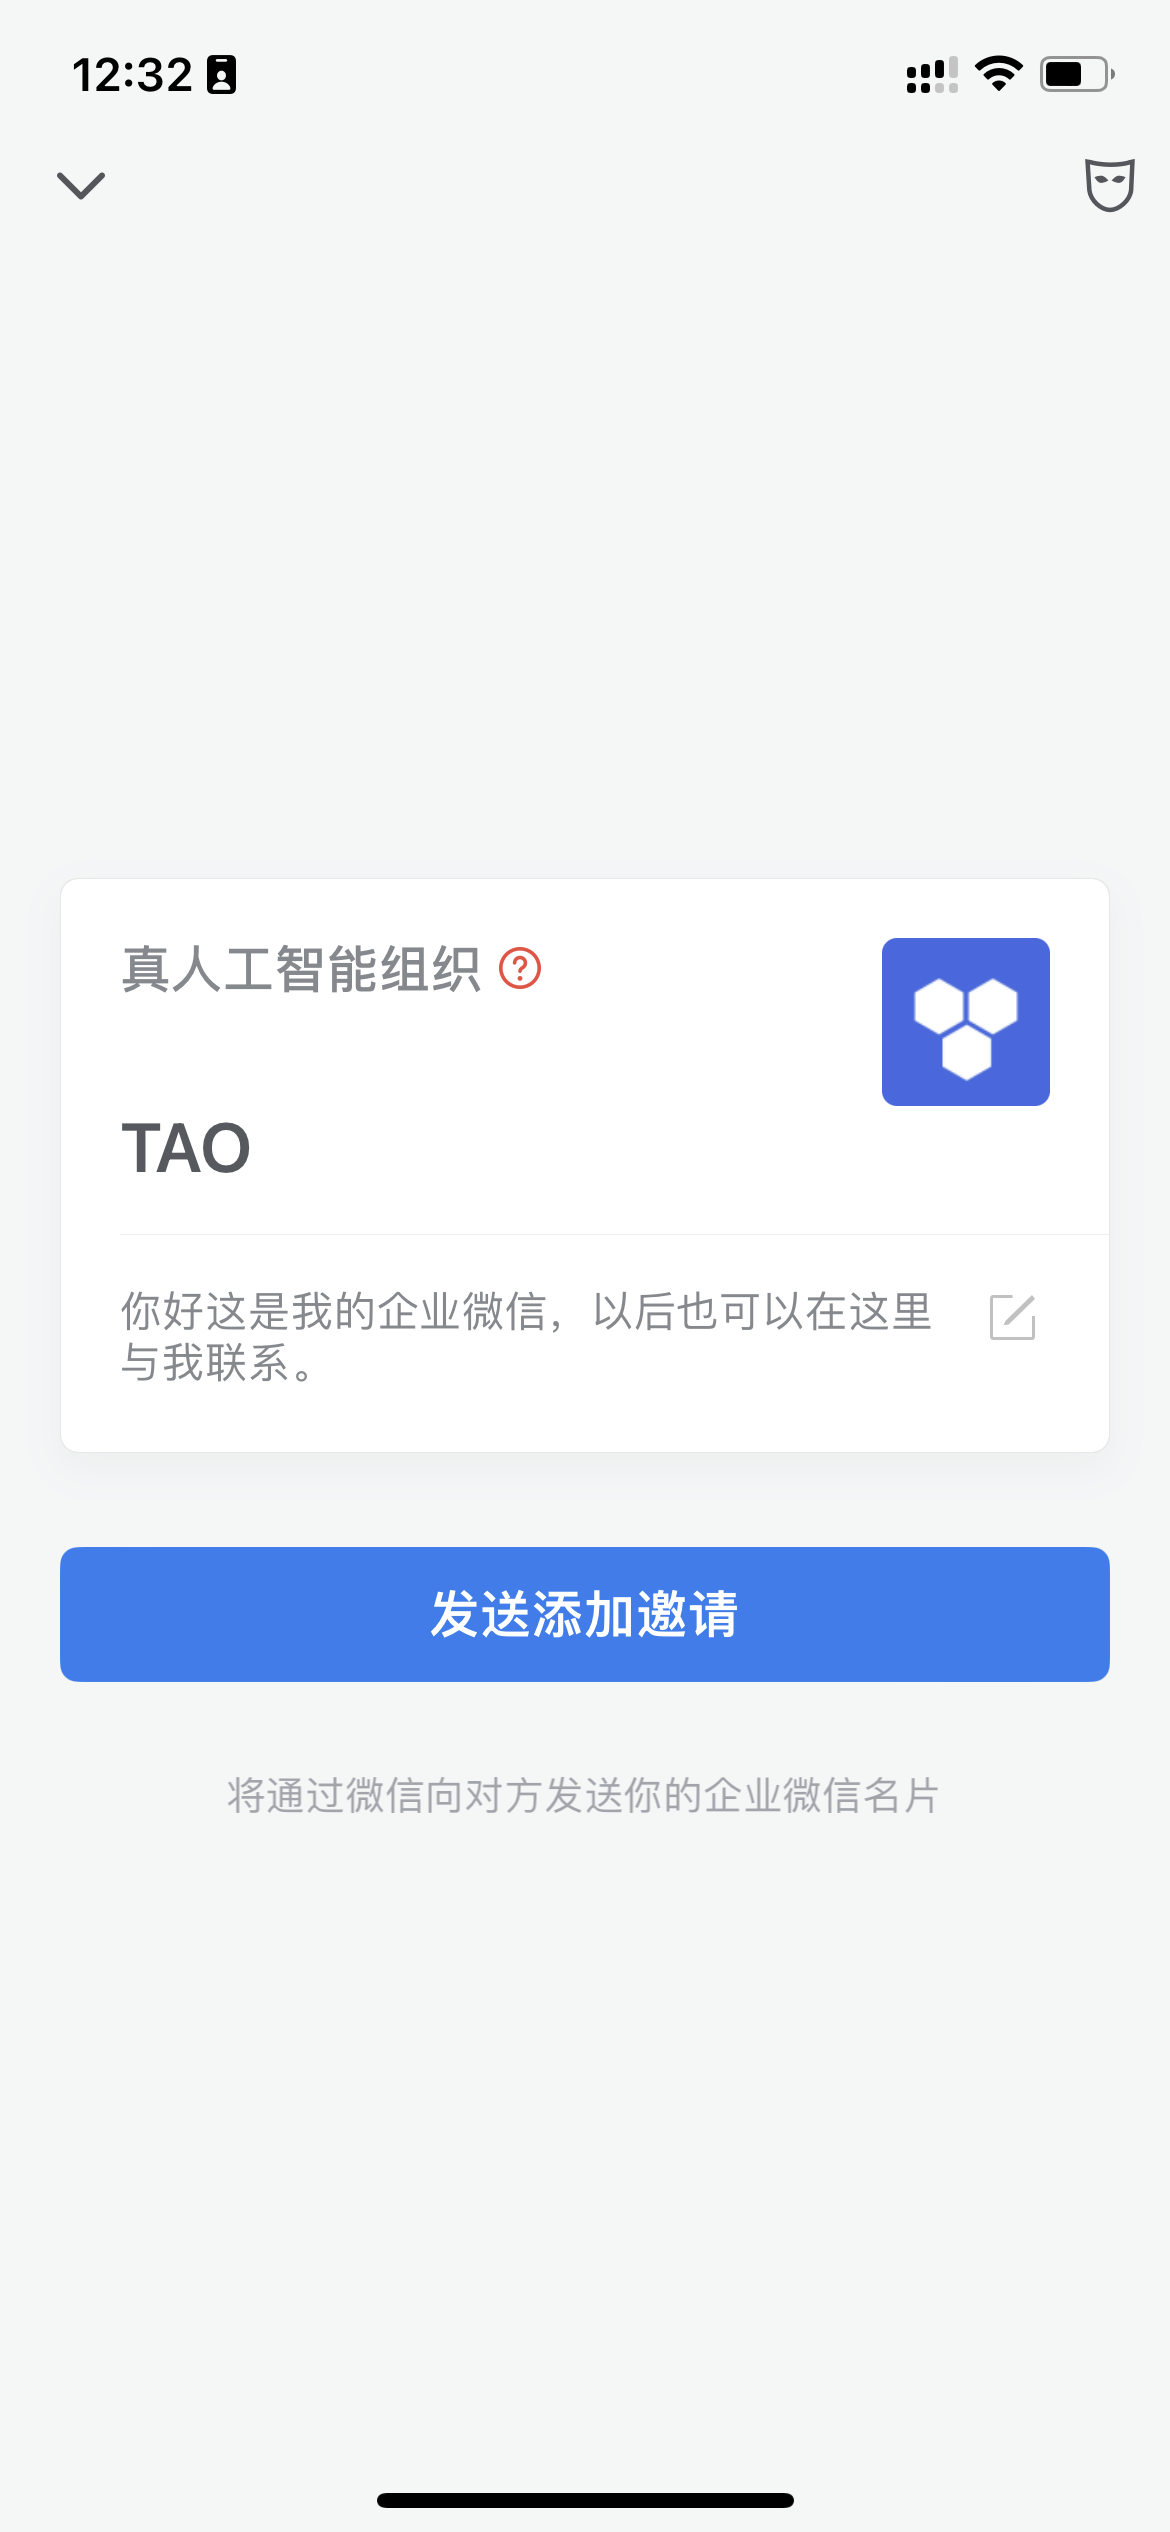 12:32
真人工智能组织
TAO
你好这是我的企业微信，以后也可以在这里
与我联系。
发送添加邀请
将通过微信向对方发送你的企业微信名片